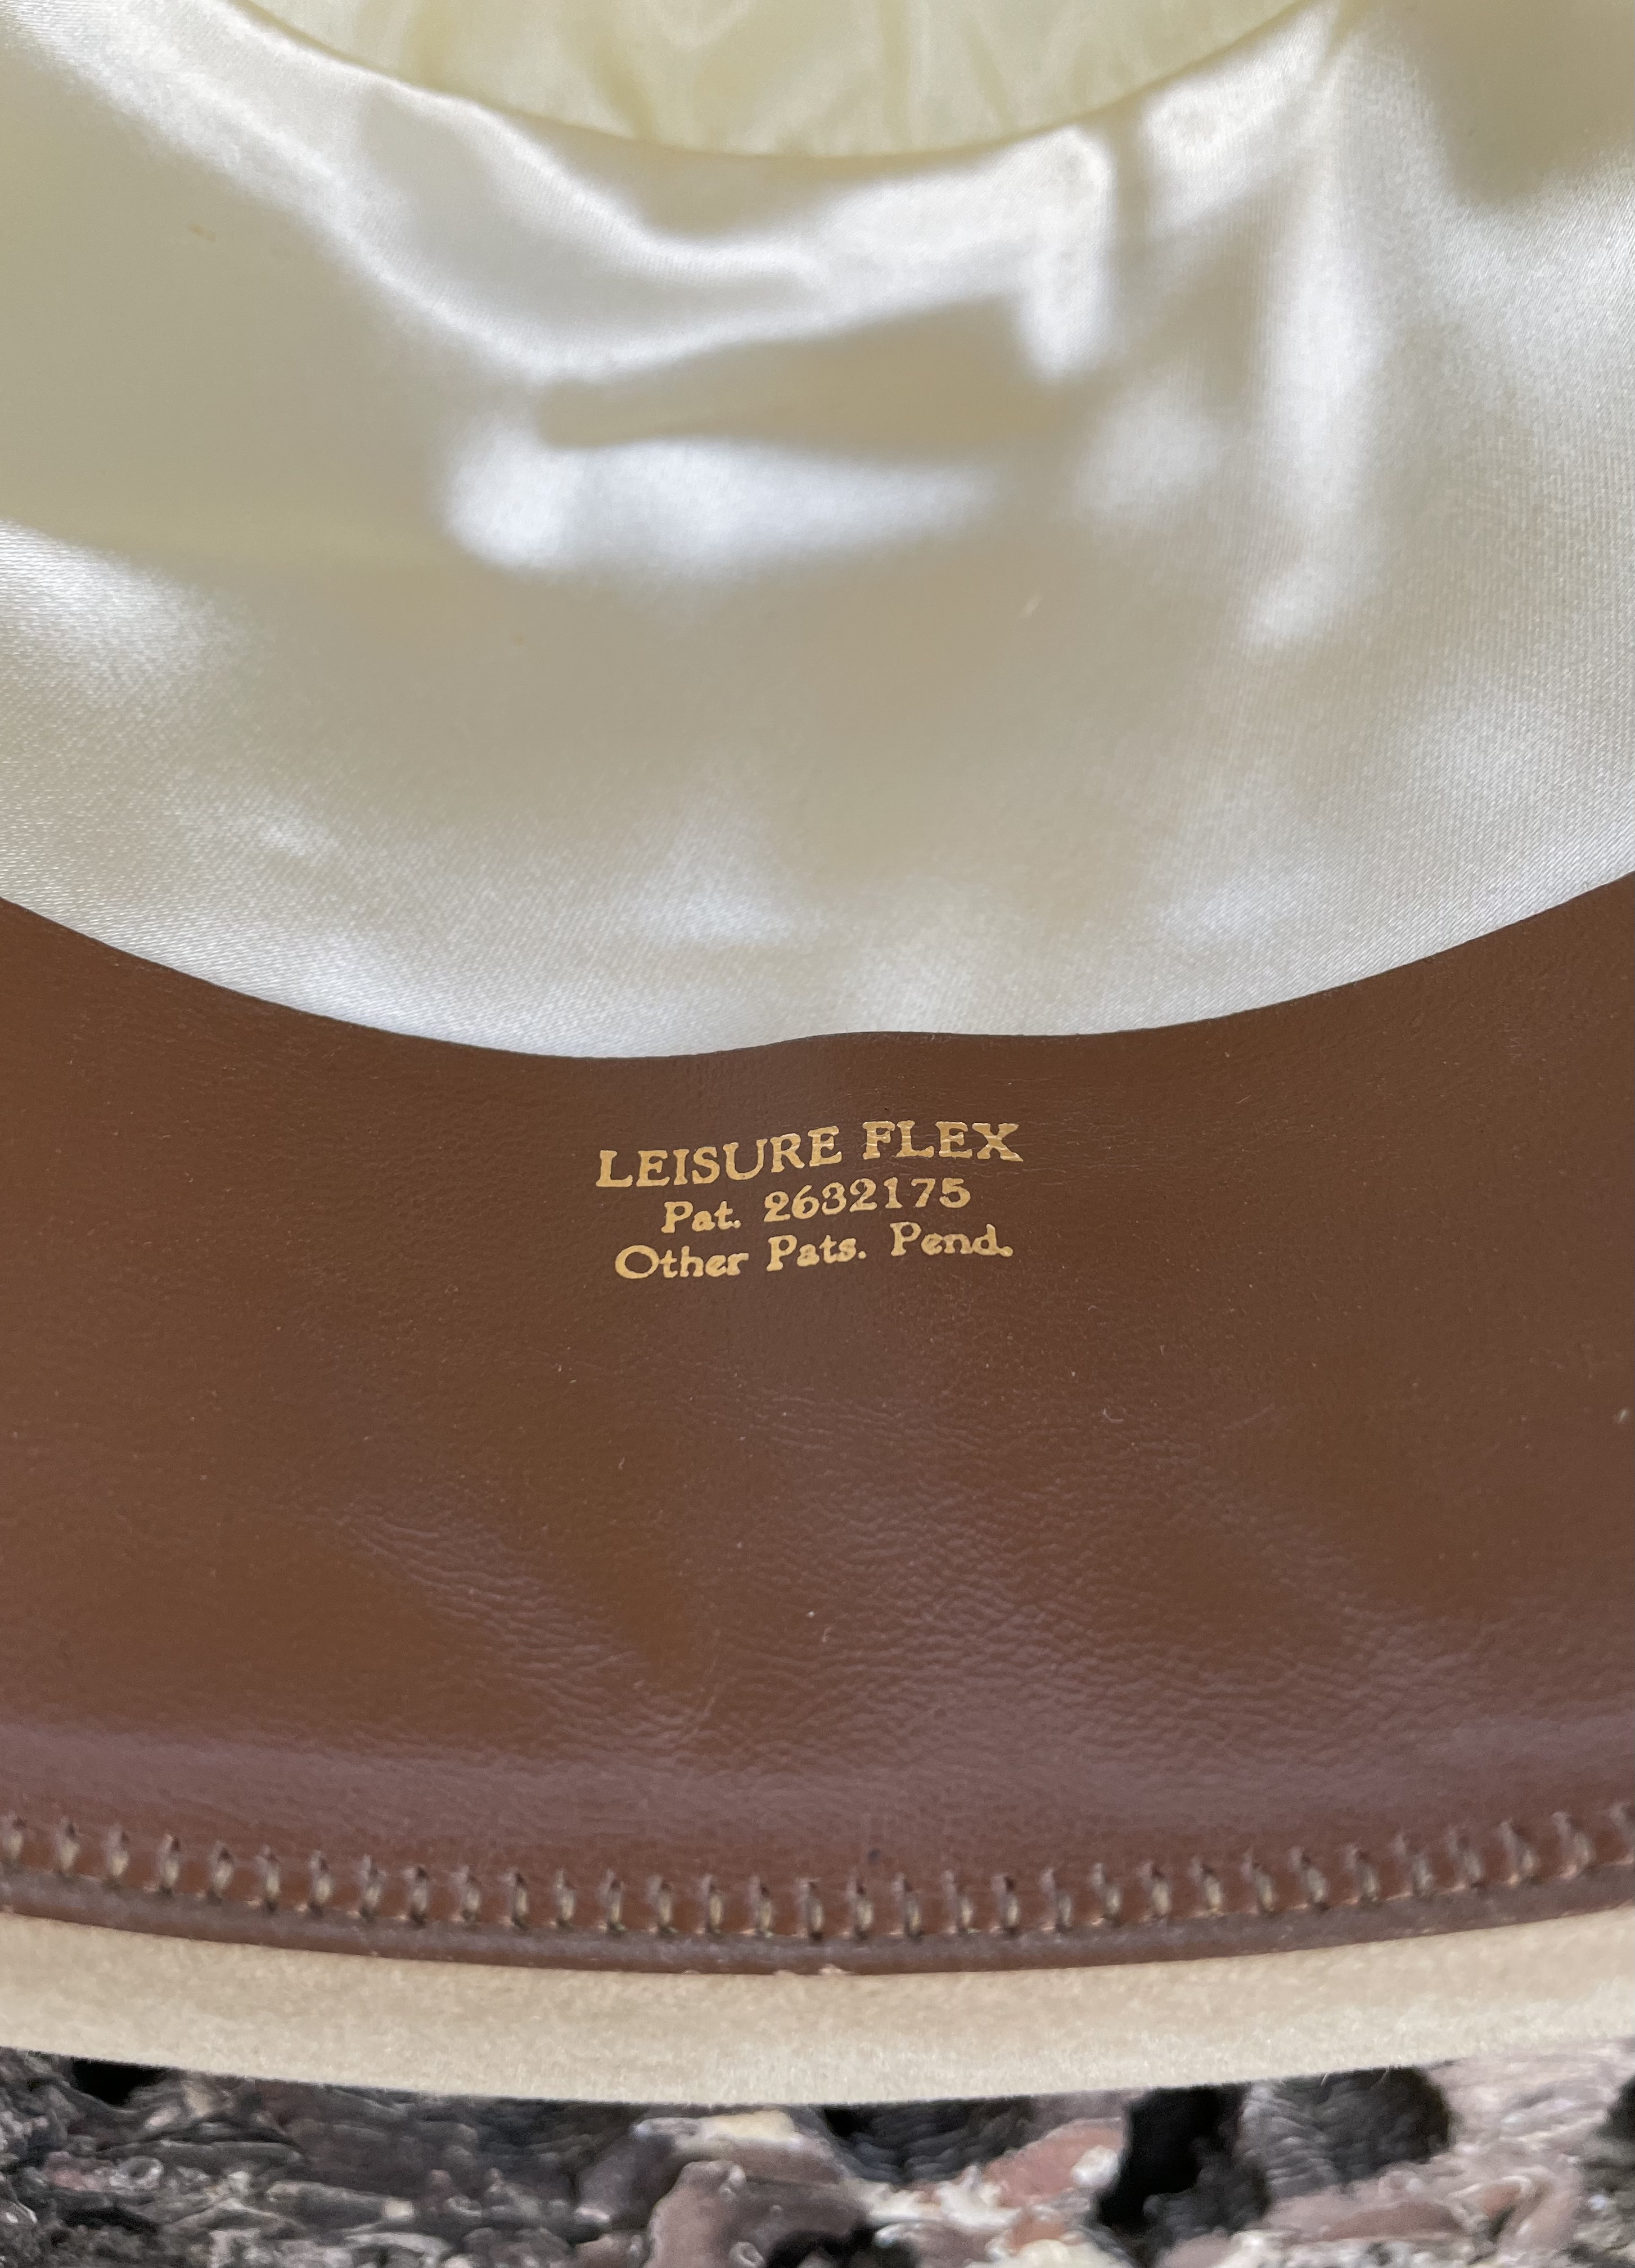 LEISURE FLEX
Pat. 2632175
Other Pats. Pend.